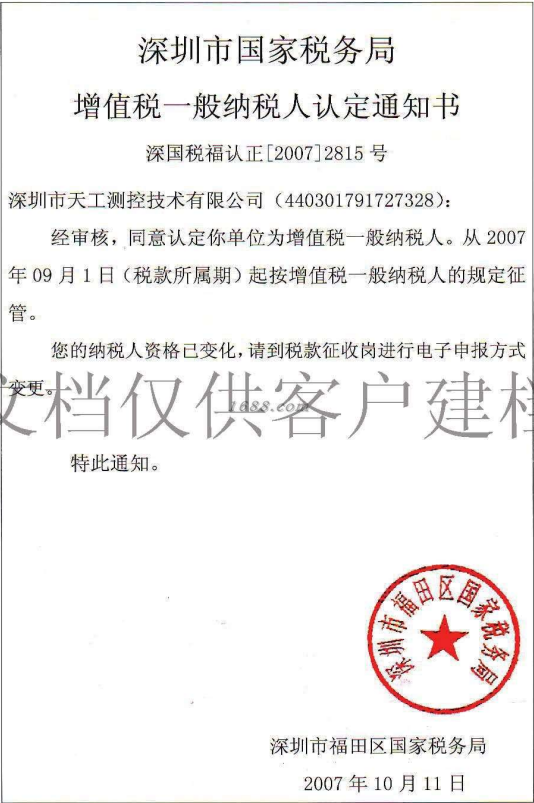 深圳市国家税务局
增值税一般纳税人认定通知书
深国税福认正[2007]2815号
深圳市天工测控技术有限公司（440301791727328）：
经审核，同意认定你单位为增值税一般纳税人。从2007
年09月1日（税款所属期）起按增值税一般纳税人的规定征
管。
您的纳税人资格已变化，请到税款征收岗进行电子申报方式
变更。
文档仅供客户建档
1688.com
特此通知。
深圳市福田区国家税务局
深圳市福田区国家税务局
2007年10月11日